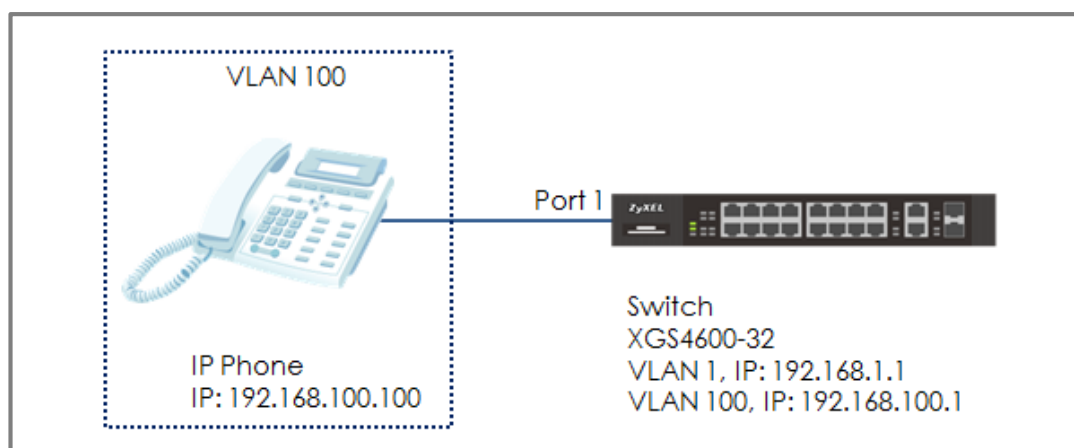 VLAN 100
Port 1
ZyXEL
IP Phone
IP: 192.168.100.100
Switch
XGS4600-32
VLAN 1, IP: 192.168.1.1
VLAN 100, IP: 192.168.100.1